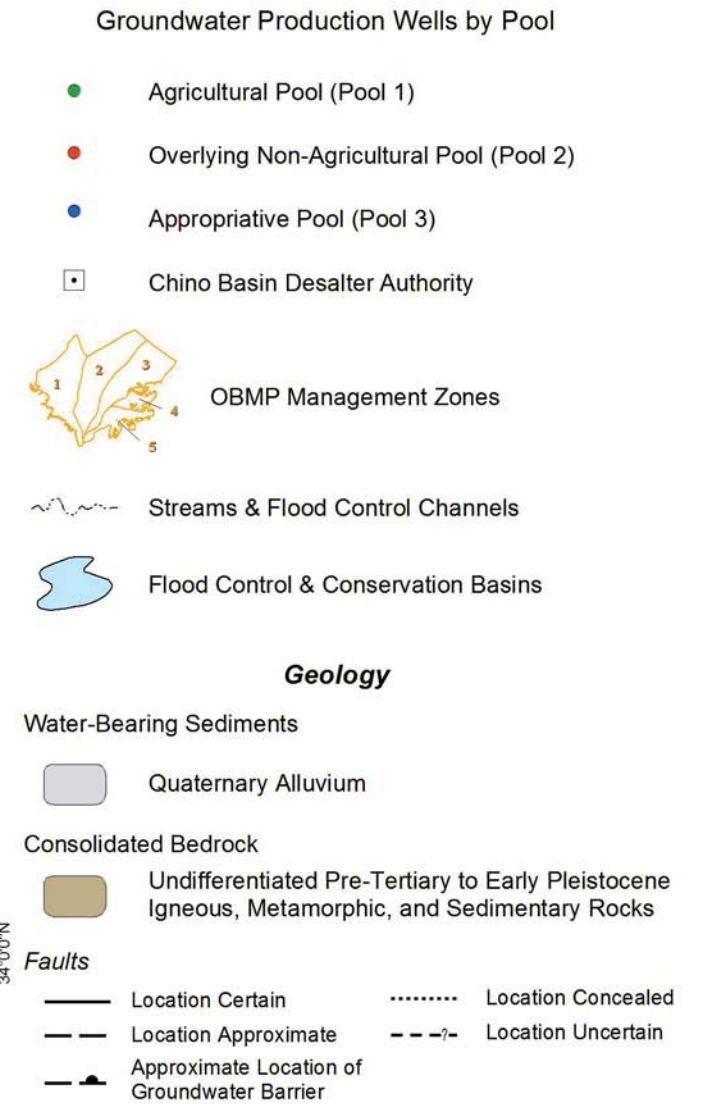 Groundwater Production Wells by Pool
Agricultural Pool (Pool 1)
Overlying Non-Agricultural Pool (Pool 2)
Appropriative Pool (Pool 3)
Chino Basin Desalter Authority
1
2
3
4
5
OBMP Management Zones
Streams & Flood Control Channels
Flood Control & Conservation Basins
Geology
Water-Bearing Sediments
Quaternary Alluvium
Consolidated Bedrock
Undifferentiated Pre-Tertiary to Early Pleistocene
Igneous, Metamorphic, and Sedimentary Rocks
34°0'0"N
Faults
Location Certain
Location Concealed
Location Approximate
?
Location Uncertain
Approximate Location of
Groundwater Barrier